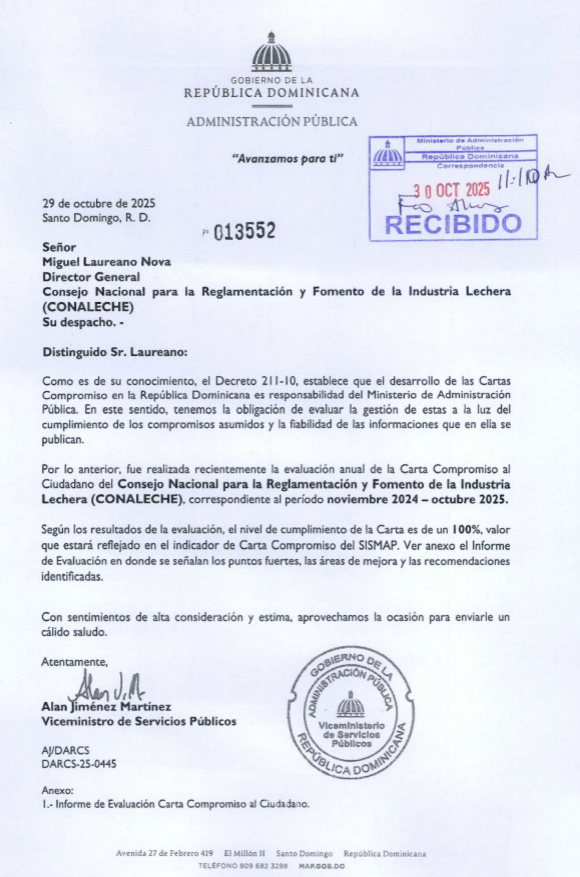 GOBIERNO DE LA
REPÚBLICA DOMINICANA
ADMINISTRACIÓN PÚBLICA
"Avanzamos para ti"
Ministerio de Administración
Pública
República Dominicana
Correspondencia
30 OCT 2025
RECIBIDO
29 de octubre de 2025
Santo Domingo, R. D.
013552
Señor
Miguel Laureano Nova
Director General
Consejo Nacional para la Reglamentación y Fomento de la Industria Lechera
(CONALECHE)
Su despacho. -
Distinguido Sr. Laureano:
Como es de su conocimiento, el Decreto 211-10, establece que el desarrollo de las Cartas
Compromiso en la República Dominicana es responsabilidad del Ministerio de Administración
Pública. En este sentido, tenemos la obligación de evaluar la gestión de estas a la luz del
cumplimiento de los compromisos asumidos y la fiabilidad de las informaciones que en ella se
publican.
Por lo anterior, fue realizada recientemente la evaluación anual de la Carta Compromiso al
Ciudadano del Consejo Nacional para la Reglamentación y Fomento de la Industria
Lechera (CONALECHE), correspondiente al período noviembre 2024 – octubre 2025.
Según los resultados de la evaluación, el nivel de cumplimiento de la Carta es de un 100%, valor
que estará reflejado en el indicador de Carta Compromiso del SISMAP. Ver anexo el Informe
de Evaluación en donde se señalan los puntos fuertes, las áreas de mejora y las recomendaciones
identificadas.
Con sentimientos de alta consideración y estima, aprovechamos la ocasión para enviarle un
cálido saludo.
Atentamente,
Alan Jiménez Martínez
Viceministro de Servicios Públicos
GOBIERNO DE LA
ADMINISTRACIÓN PÚBLICA
Viceministerio
de Servicios
Públicos
REPÚBLICA DOMINICANA
AJ/DARCS
DARCS-25-0445
Anexo:
1.- Informe de Evaluación Carta Compromiso al Ciudadano.
Avenida 27 de Febrero 419 El Millón II Santo Domingo República Dominicana
TELÉFONO 809 682 3298 MAP.GOB.DO